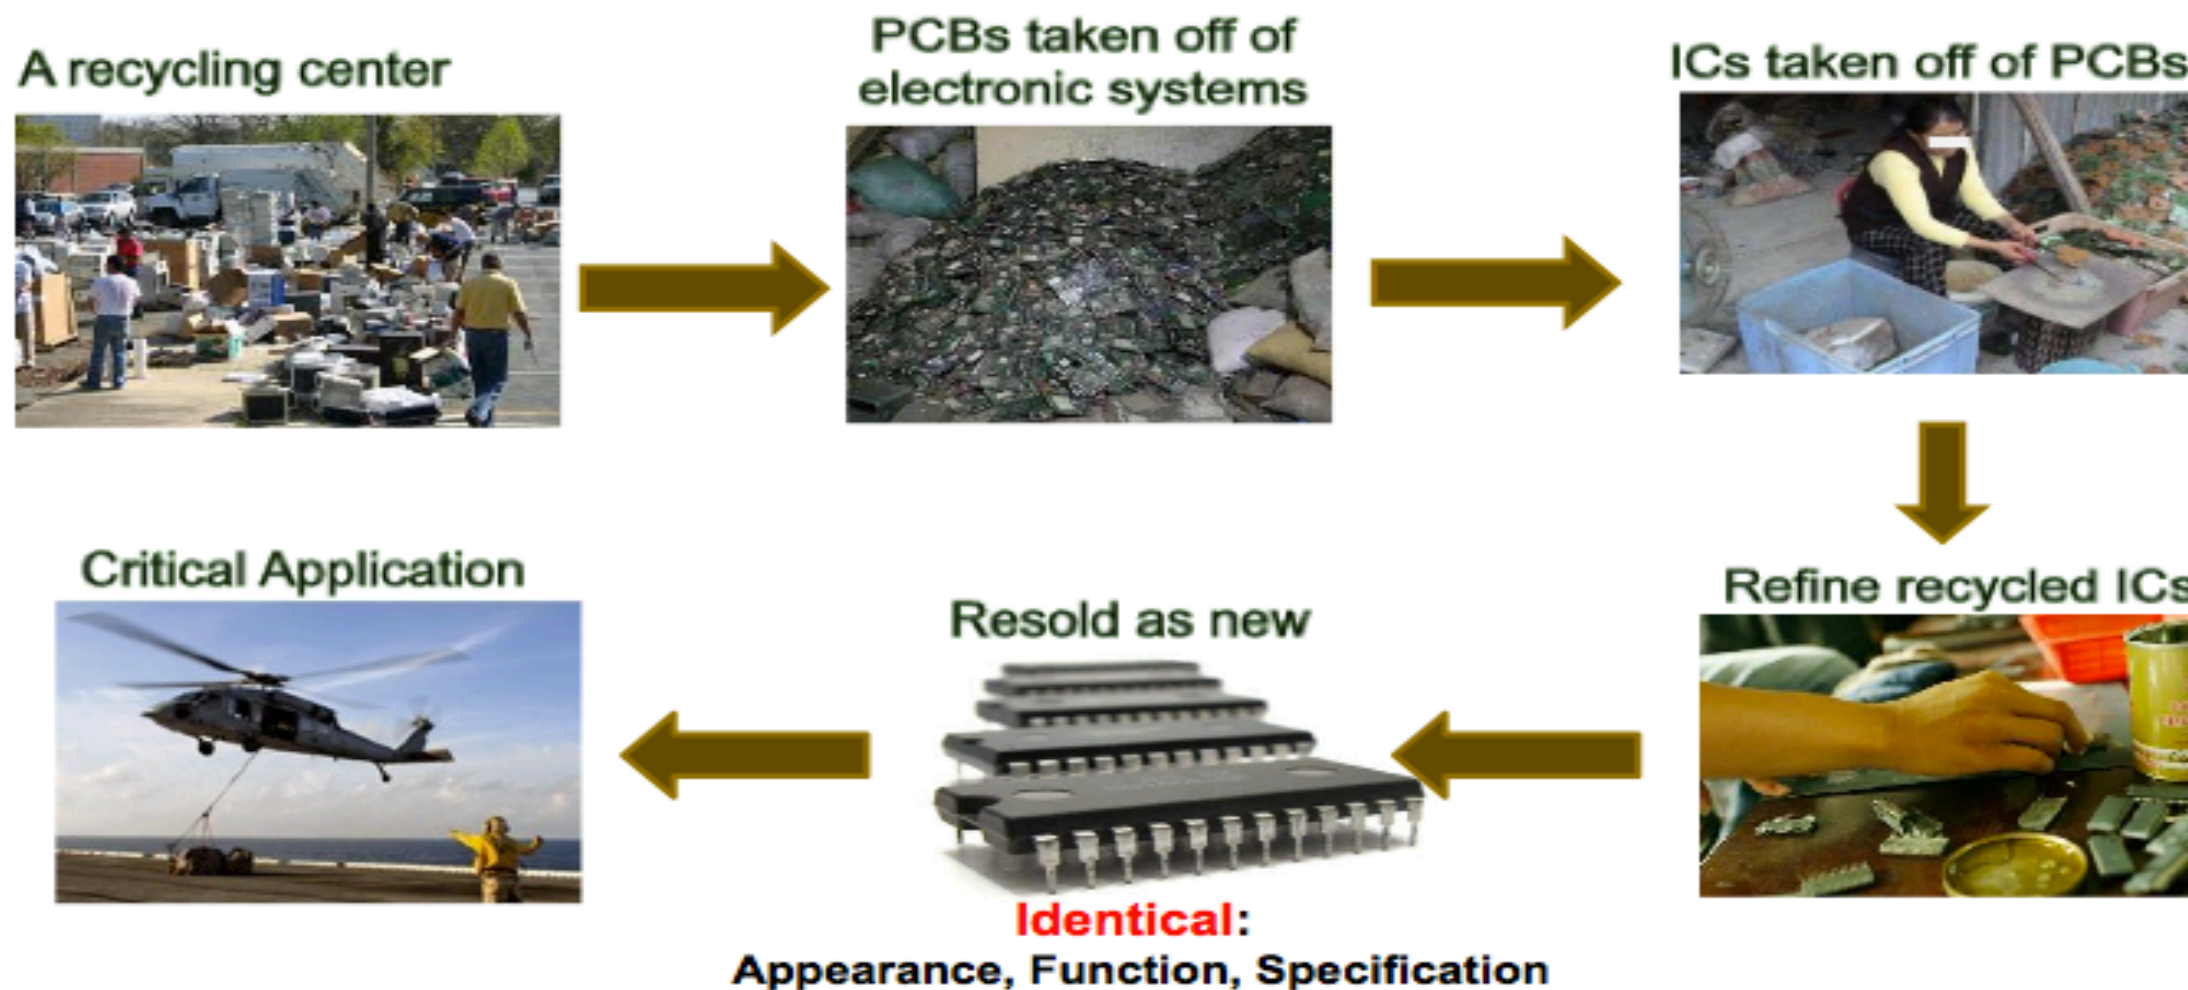 A recycling center
PCBs taken off of
electronic systems
ICs taken off of PCBs
Refine recycled ICs
Resold as new
Identical:
Appearance, Function, Specification
Critical Application